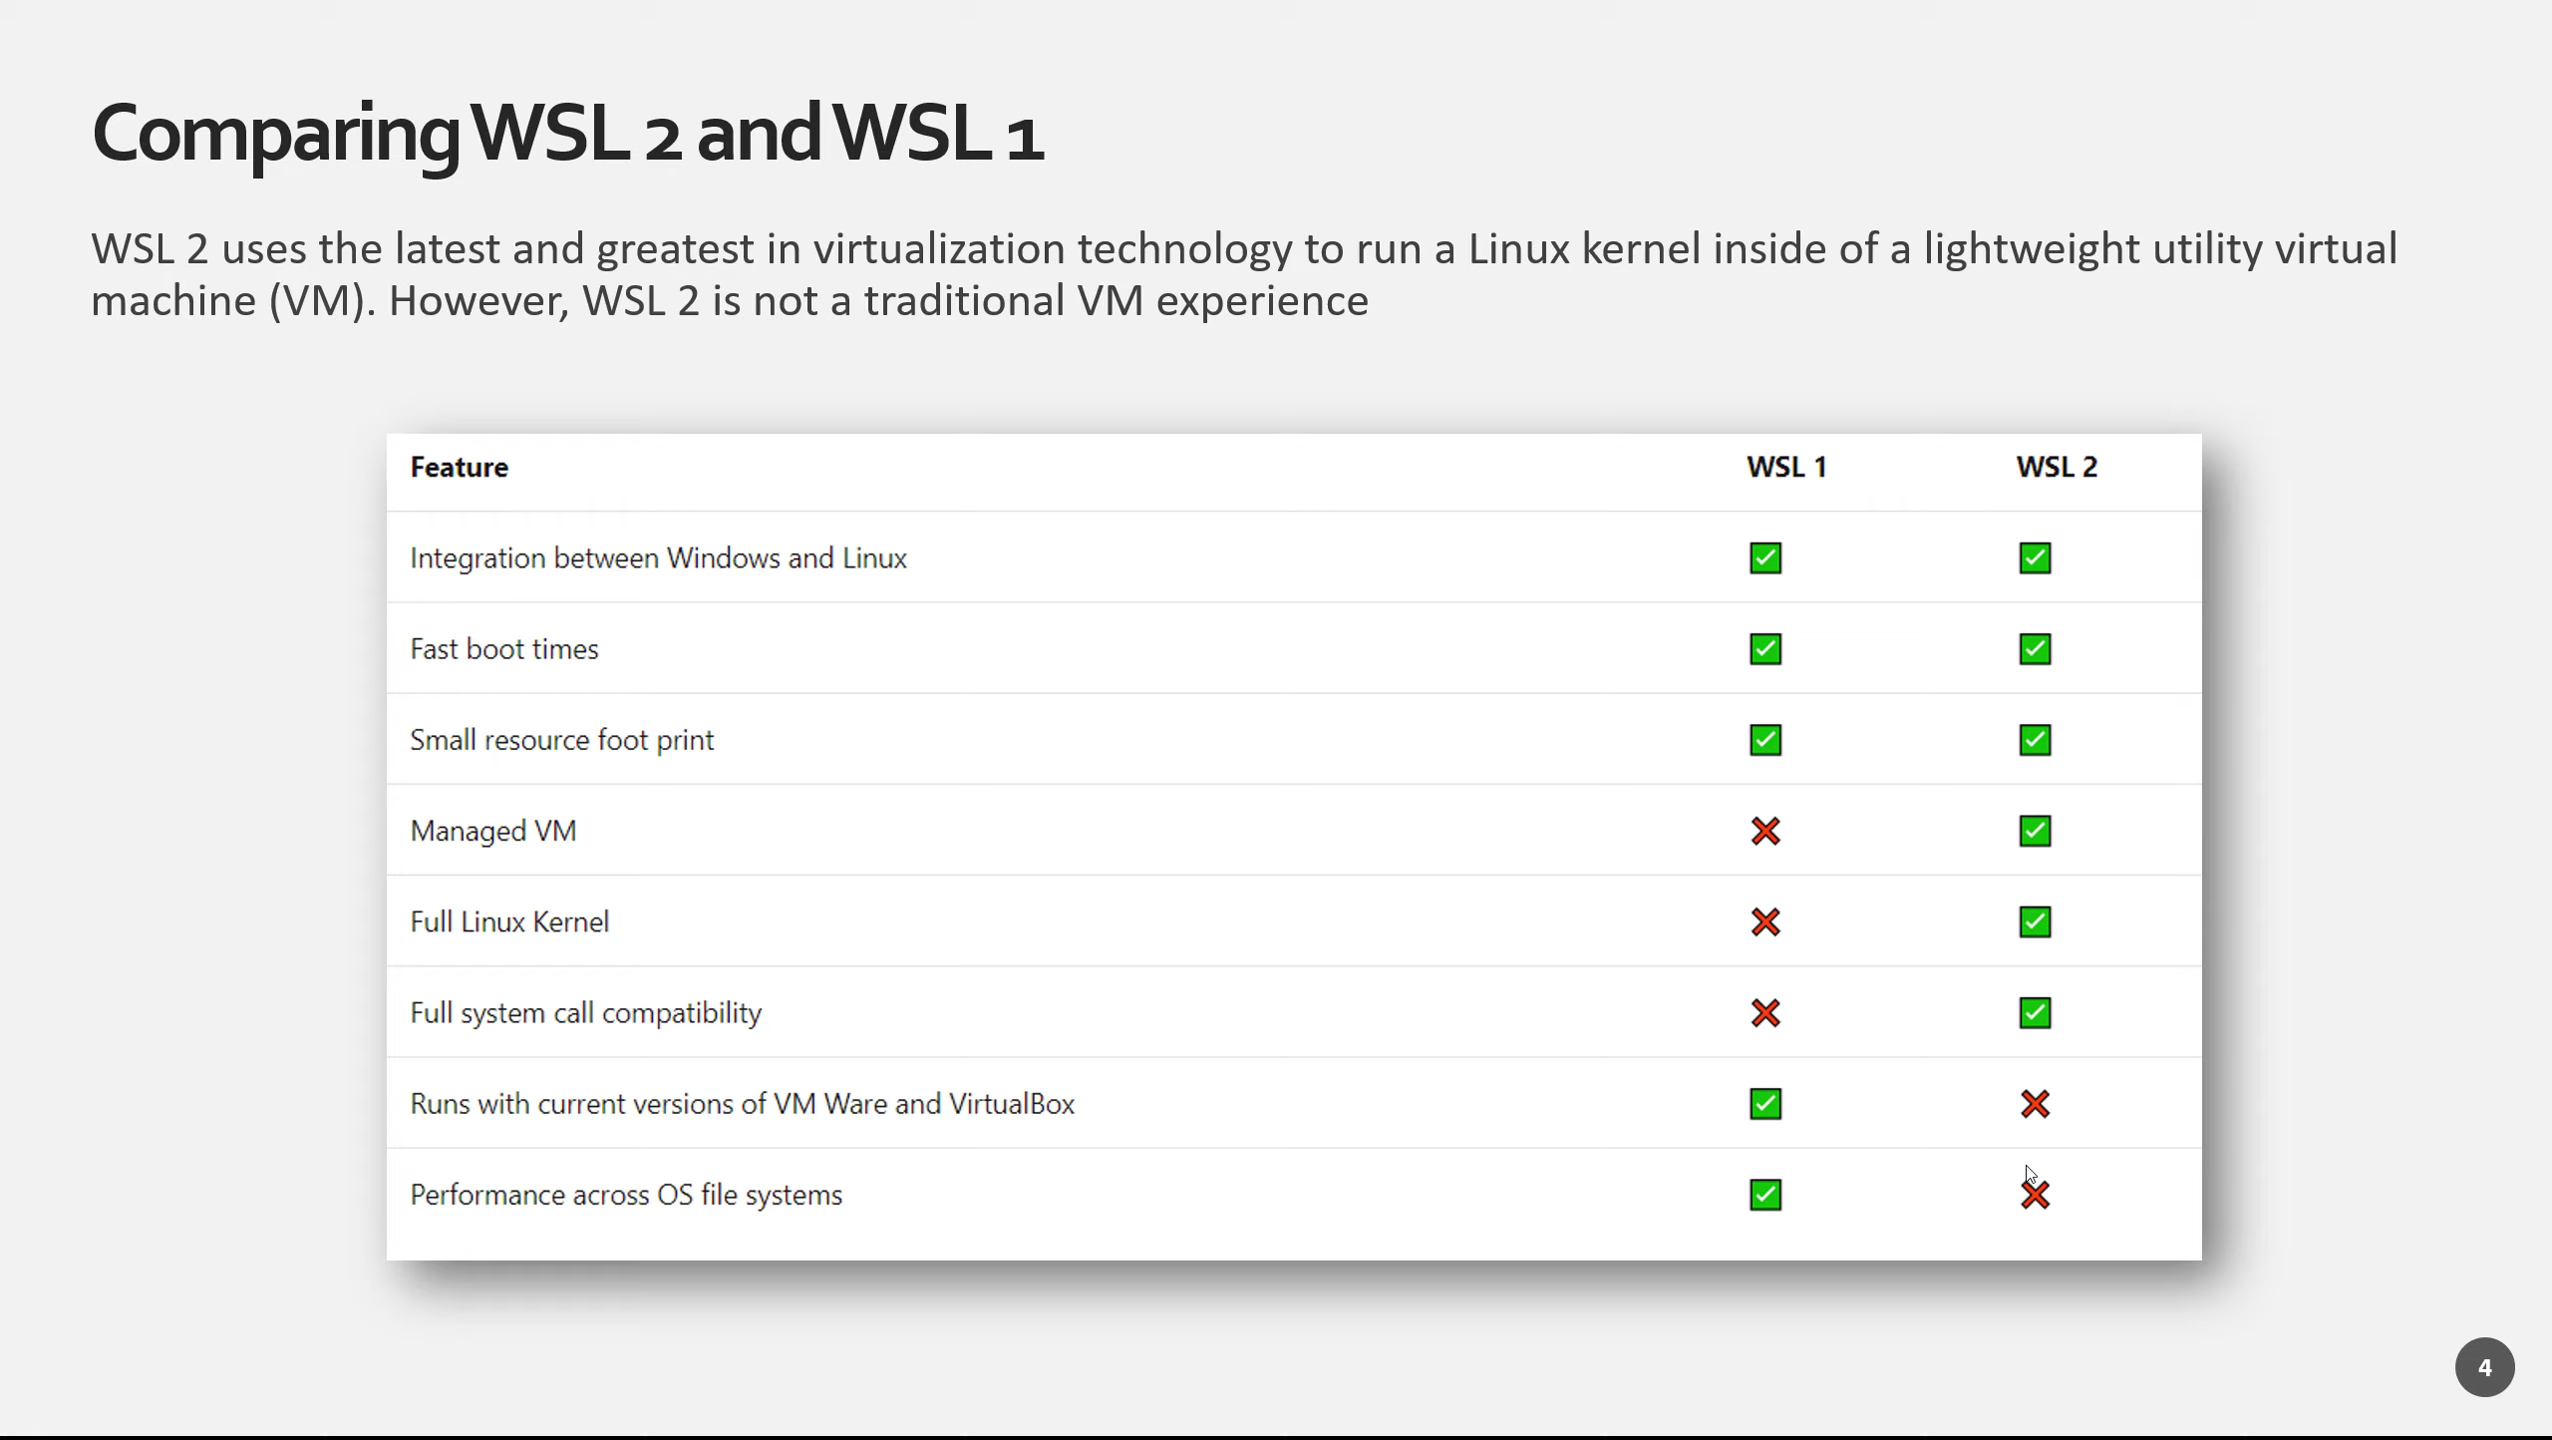 Comparing WSL 2 and WSL 1
WSL 2 uses the latest and greatest in virtualization technology to run a Linux kernel inside of a lightweight utility virtual
machine (VM). However, WSL 2 is not a traditional VM experience
Feature WSL 1 WSL 2
Integration between Windows and Linux ✅ ✅
Fast boot times ✅ ✅
Small resource foot print ✅ ✅
Managed VM ❌ ✅
Full Linux Kernel ❌ ✅
Full system call compatibility ❌ ✅
Runs with current versions of VM Ware and VirtualBox ✅ ❌
Performance across OS file systems ✅ ❌
4